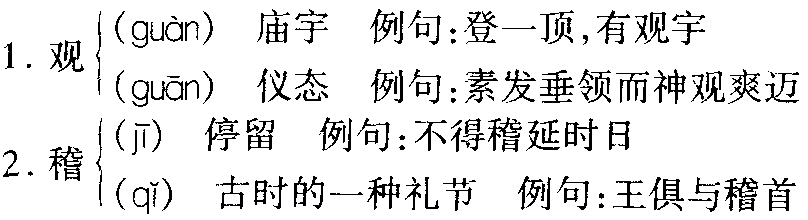 1. 观
(guàn) 庙宇 例句:登一顶,有观宇
(guān) 仪态 例句:素发垂领而神观爽迈
2. 稽
(jī) 停留 例句:不得稽延时日
(qǐ) 古时的一种礼节 例句:王俱与稽首